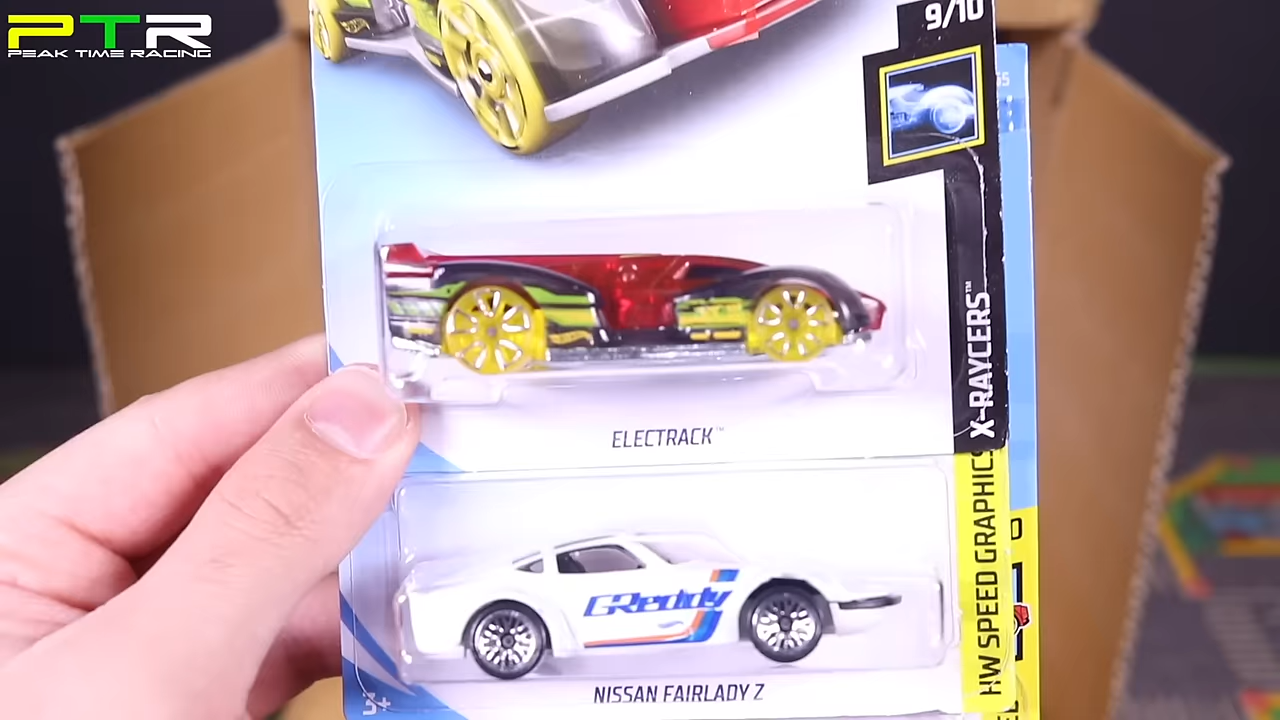 PTR
PEAK TIME RACING
9/10
X-RAYCERS™
ELECTRACK™
HW SPEED GRAPHICS
GReddy
NISSAN FAIRLADY Z
3+